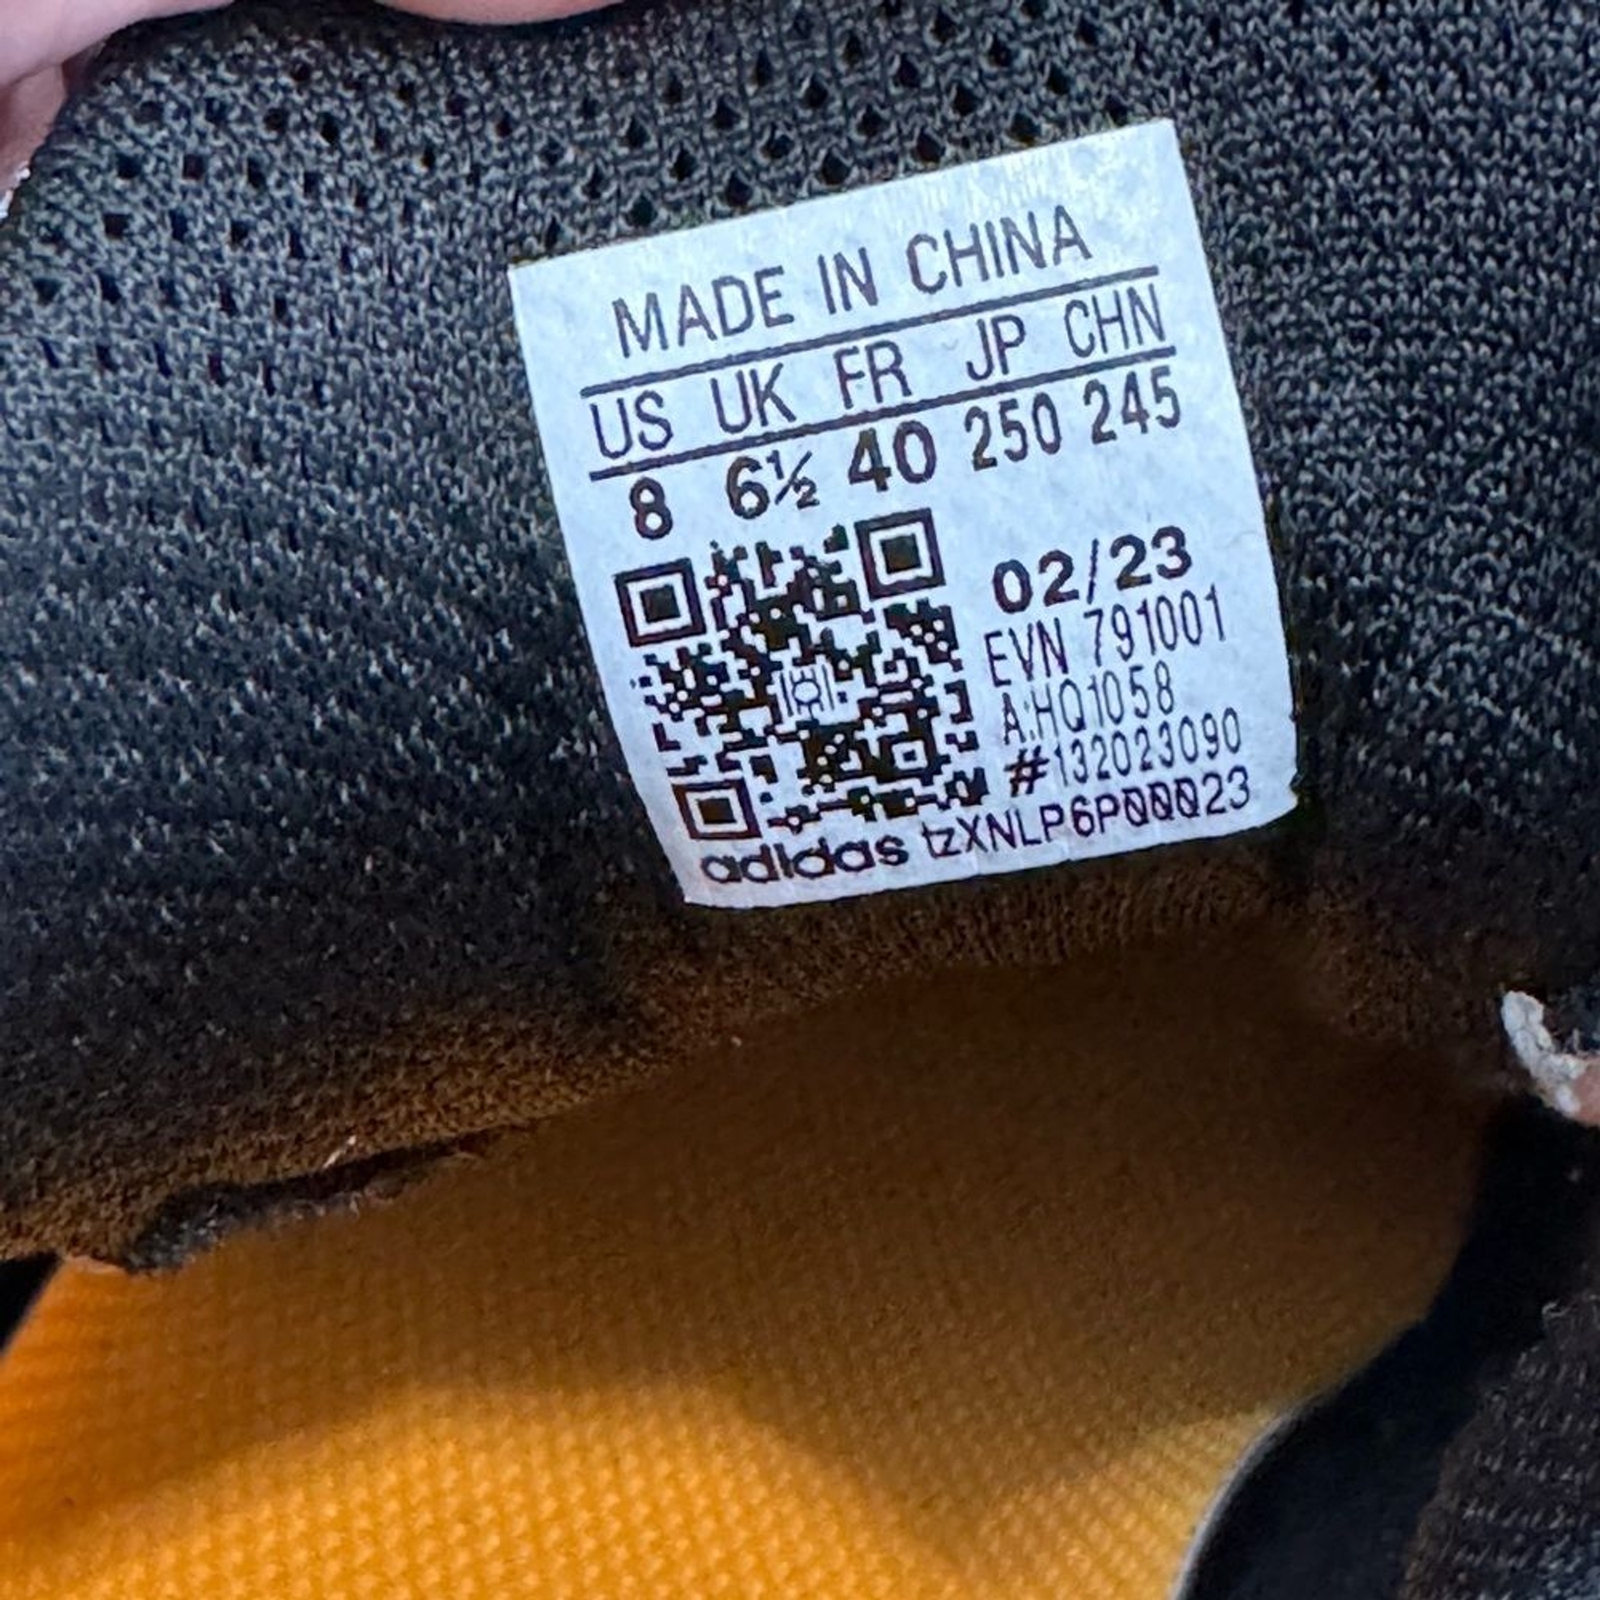 MADE IN CHINA
US UK FR JP CHN
8 6½ 40 250 245
02/23
EVN 791001
A:HQ1058
#132023090
adidas tzXNLP6P00023